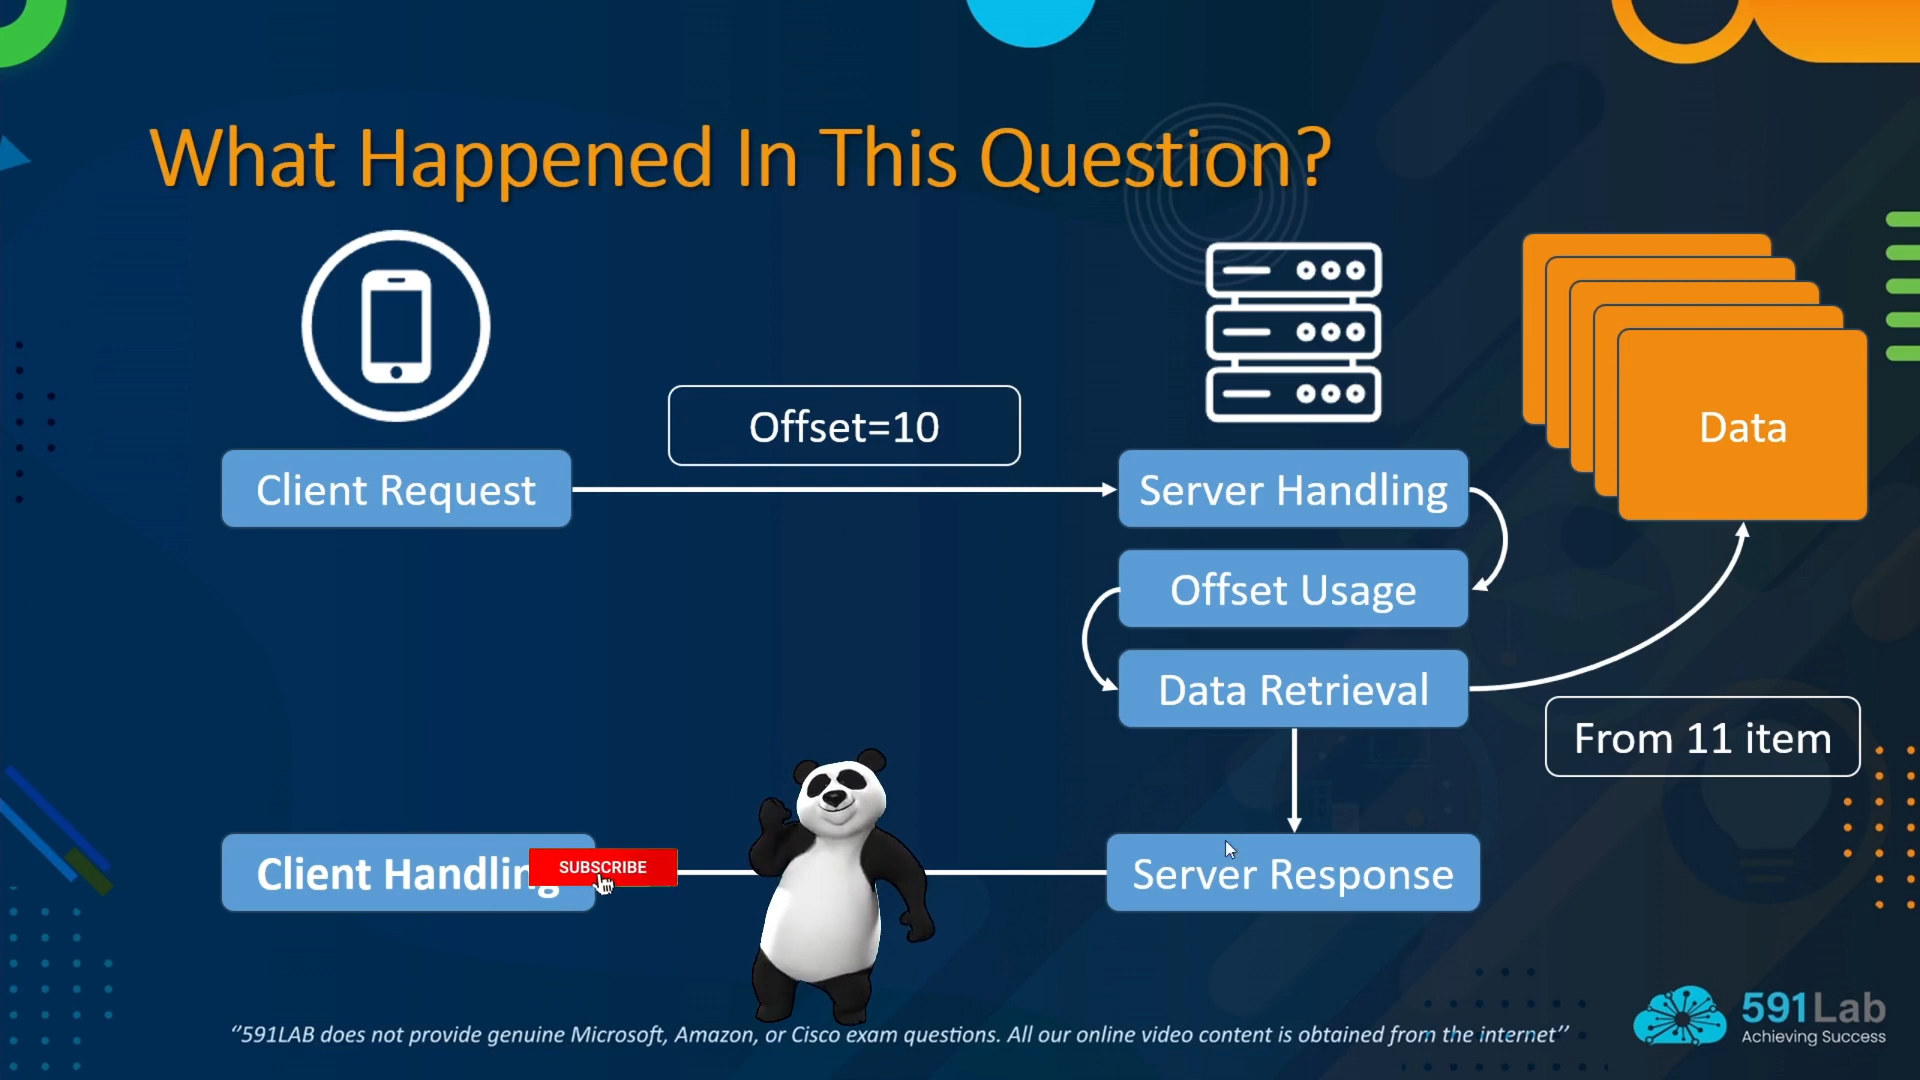 What Happened In This Question?
Offset=10
Data
Client Request
Server Handling
Offset Usage
Data Retrieval
From 11 item
Client Handling
SUBSCRIBE
Server Response
‘’591LAB does not provide genuine Microsoft, Amazon, or Cisco exam questions. All our online video content is obtained from the internet’’
591Lab
Achieving Success